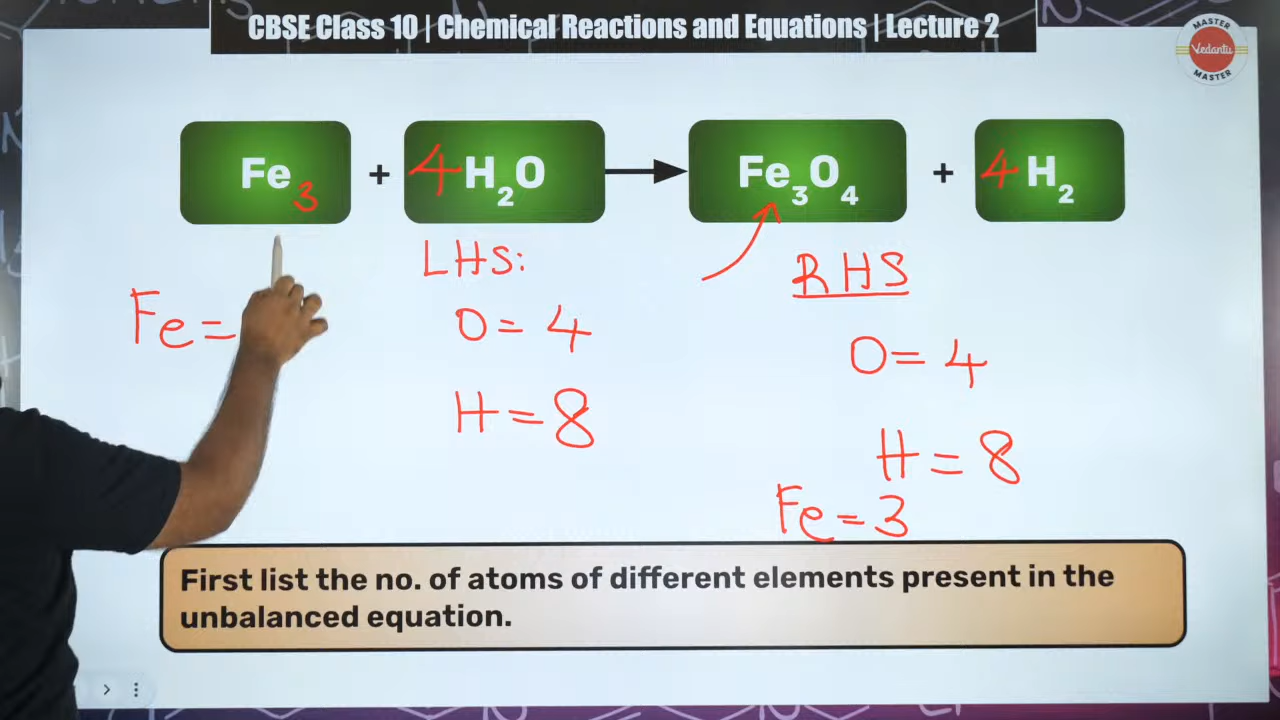 CBSE Class 10 | Chemical Reactions and Equations | Lecture 2
MASTER
Vedantu
MASTER
Fe₃ + 4H₂O → Fe₃O₄ + 4H₂
LHS:
RHS
Fe=
O=4
O=4
H=8
H=8
Fe=3
First list the no. of atoms of different elements present in the
unbalanced equation.